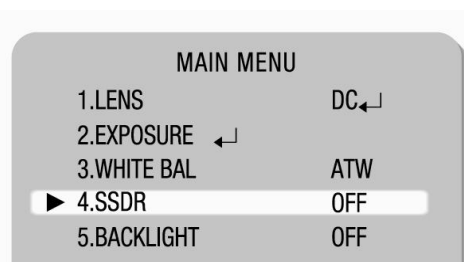 MAIN MENU
1.LENS DC↵
2.EXPOSURE ↵
3.WHITE BAL ATW
▶ 4.SSDR OFF
5.BACKLIGHT OFF